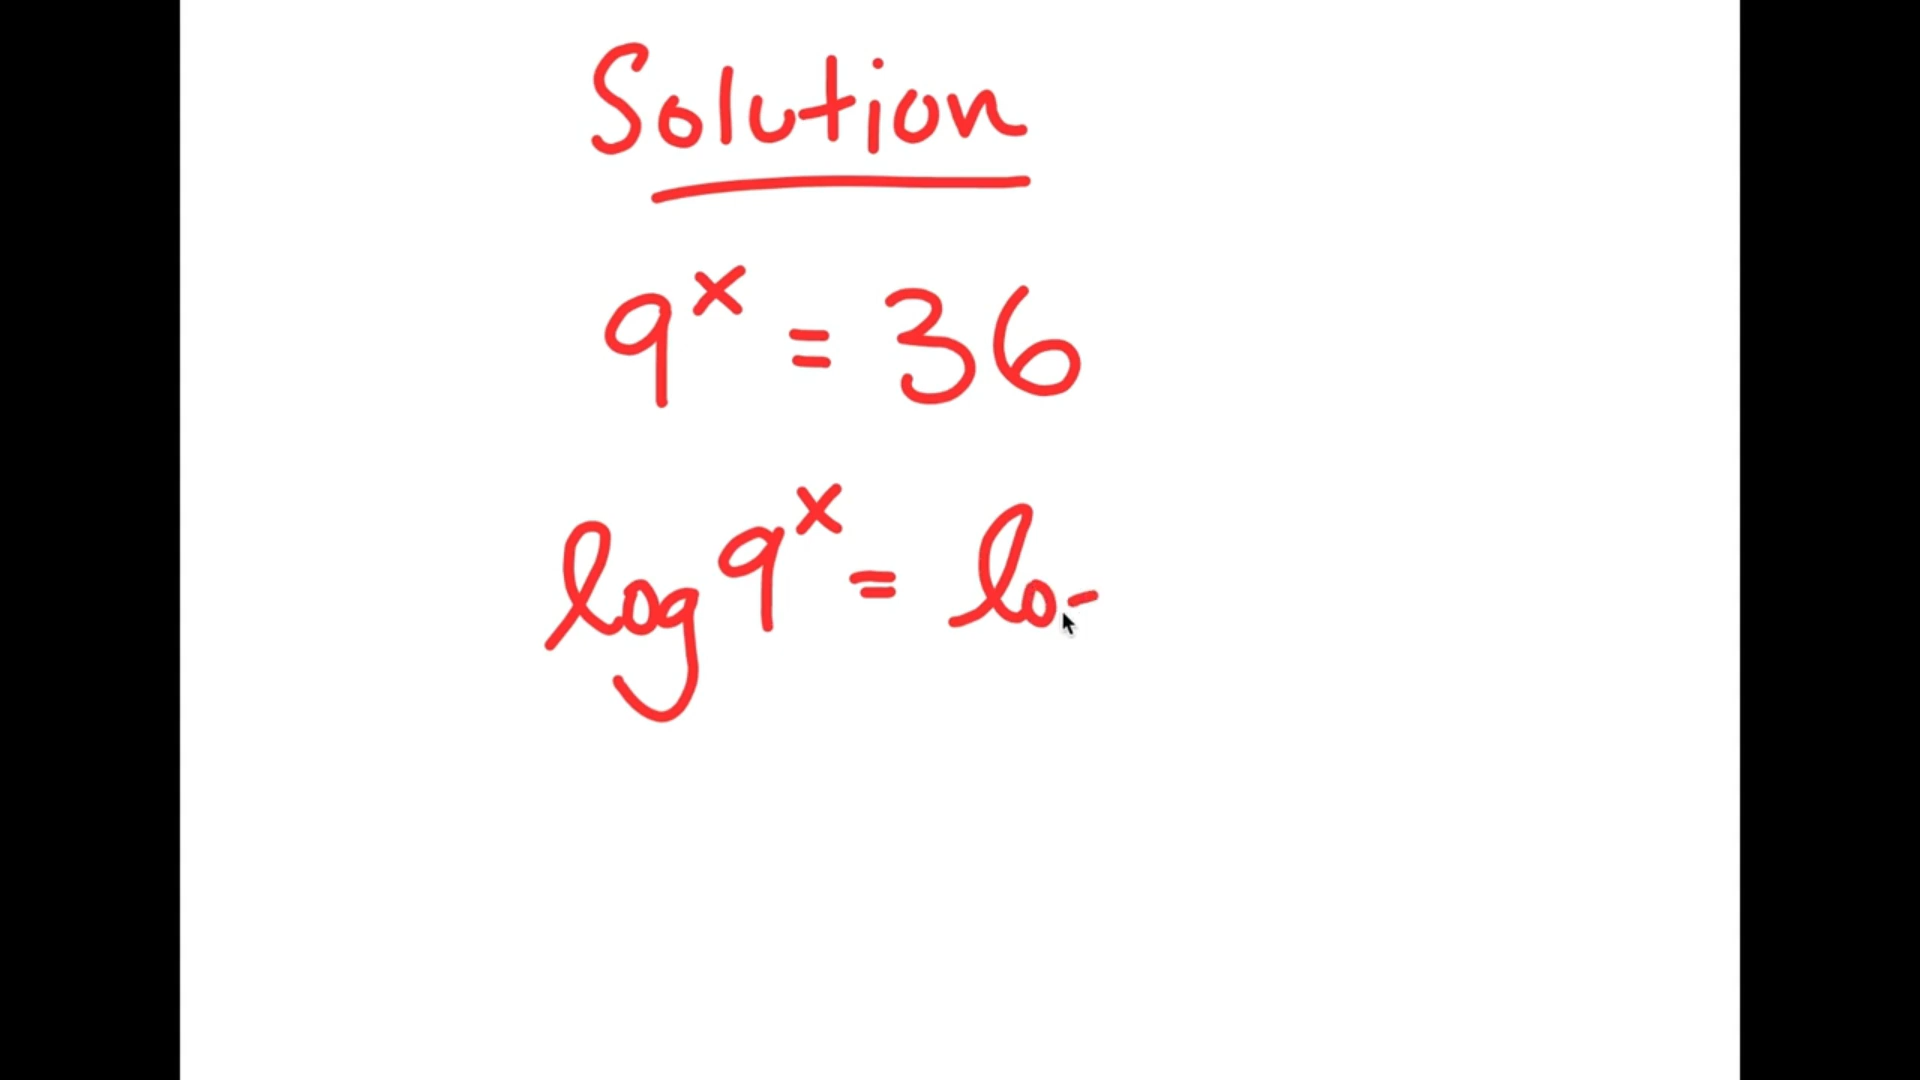 Solution
9^x = 36
log 9^x = lo